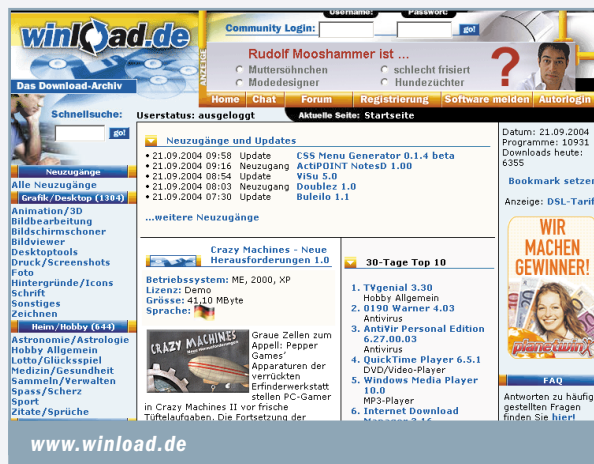 Username:
Passwort:
winload.de
Community Login:
go!
ANZEIGE
Rudolf Mooshammer ist ...
Muttersöhnchen
schlecht frisiert
Modedesigner
Hundezüchter
?
Das Download-Archiv
Home
Chat
Forum
Registrierung
Software melden
Autorlogin
Schnellsuche:
go!
Userstatus: ausgeloggt
Aktuelle Seite: Startseite
Neuzugänge
Alle Neuzugänge
Grafik/Desktop (1304)
Animation/3D
Bildbearbeitung
Bildschirmschoner
Bildviewer
Desktoptools
Druck/Screenshots
Foto
Hintergründe/Icons
Schrift
Sonstiges
Zeichnen
Heim/Hobby (644)
Astronomie/Astrologie
Hobby Allgemein
Lotto/Glücksspiel
Medizin/Gesundheit
Sammeln/Verwalten
Spass/Scherz
Sport
Zitate/Sprüche
Neuzugänge und Updates
• 21.09.2004 09:58 Update CSS Menu Generator 0.1.4 beta
• 21.09.2004 09:16 Neuzugang ActiPOINT NotesD 1.00
• 21.09.2004 08:54 Update ViSu 5.0
• 21.09.2004 08:03 Neuzugang Doublez 1.0
• 21.09.2004 07:30 Update Buleilo 1.1
...weitere Neuzugänge
Crazy Machines - Neue
Herausforderungen 1.0
Betriebssystem: ME, 2000, XP
Lizenz: Demo
Grösse: 41,10 MByte
Sprache:
CRAZY MACHINES
Neue Herausforderungen
Graue Zellen zum
Appell: Pepper
Games´
Apparaturen der
verrückten
Erfinderwerkstatt
stellen PC-Gamer
in Crazy Machines II vor frische
Tüftelaufgaben. Die Fortsetzung der
30-Tage Top 10
1. TVgenial 3.30
Hobby Allgemein
2. 0190 Warner 4.03
Antivirus
3. AntiVir Personal Edition
6.27.00.03
Antivirus
4. QuickTime Player 6.5.1
DVD/Video-Player
5. Windows Media Player
10.0
MP3-Player
6. Internet Download
Manager 3.16
Datum: 21.09.2004
Programme: 10931
Downloads heute:
6355
Bookmark setzen
Anzeige: DSL-Tarif
WIR
MACHEN
GEWINNER!
planetwinX
FAQ
Antworten zu häufig
gestellten Fragen
finden Sie hier!
www.winload.de